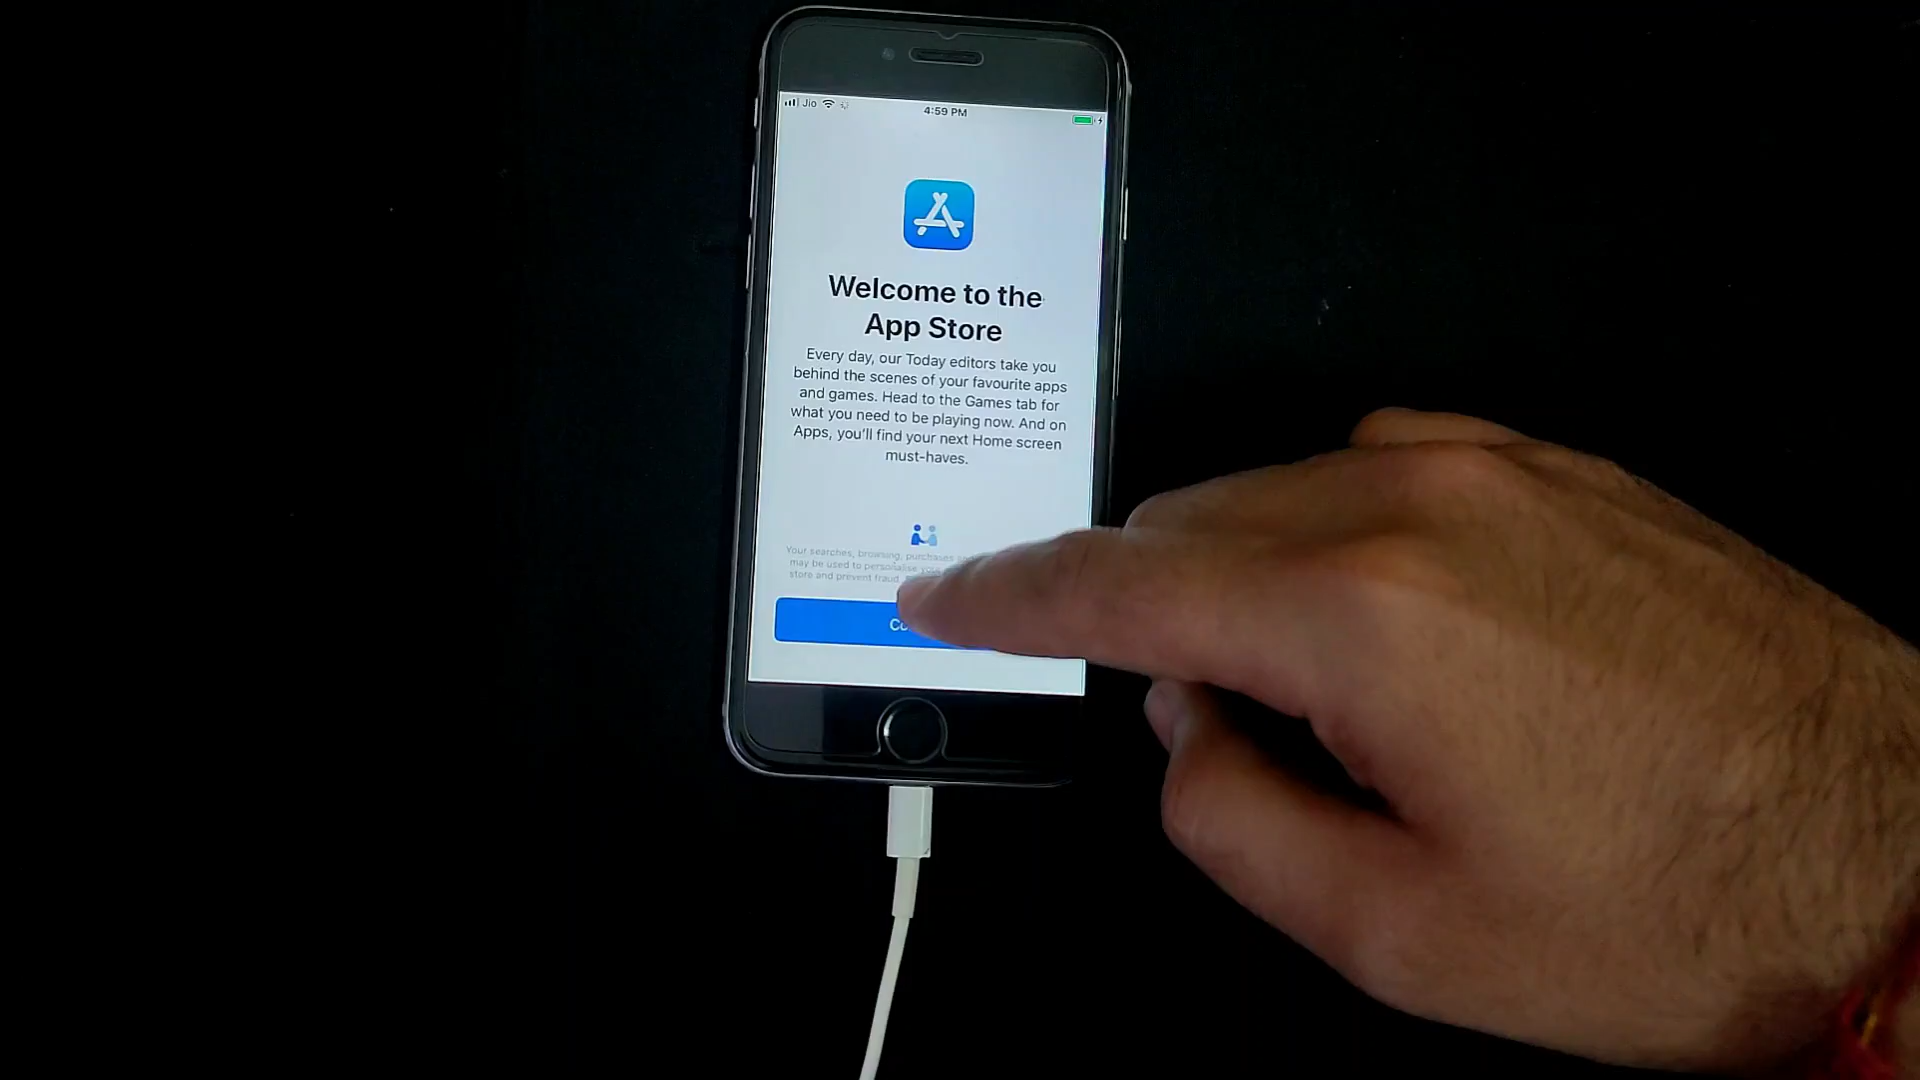 Jio
4:59 PM
Welcome to the
App Store
Every day, our Today editors take you
behind the scenes of your favourite apps
and games. Head to the Games tab for
what you need to be playing now. And on
Apps, you'll find your next Home screen
must-haves.
Your searches, browsing, purchases
may be used to personalise your
store and prevent fraud.